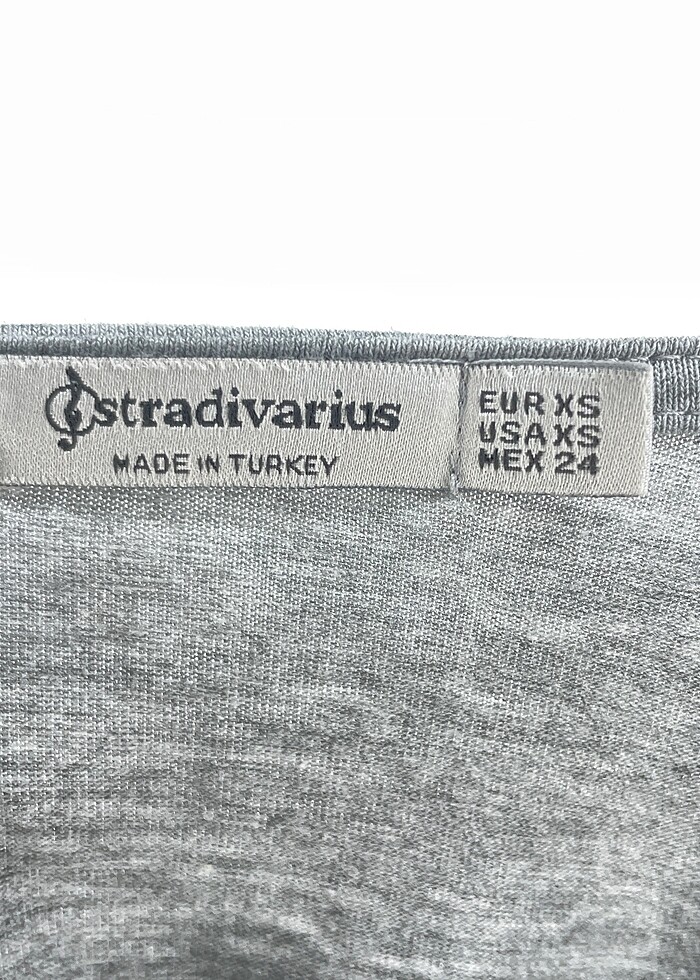 stradivarius
MADE IN TURKEY
EUR XS
USA XS
MEX 24